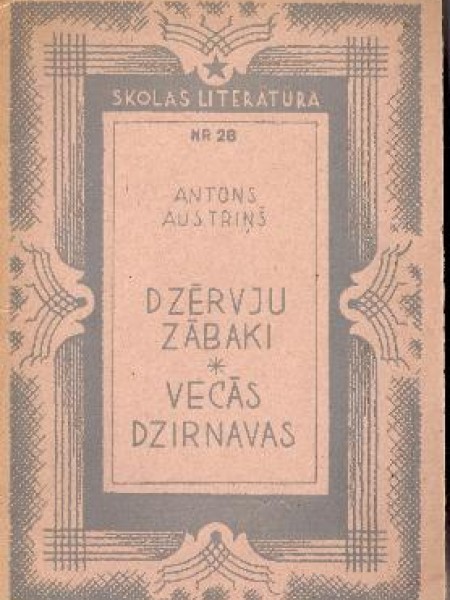 SKOLAS LITERATŪRA
NR 28
ANTONS
AUSTRIŅŠ
DZĒRVJU
ZĀBAKI
*
VECĀS
DZIRNAVAS